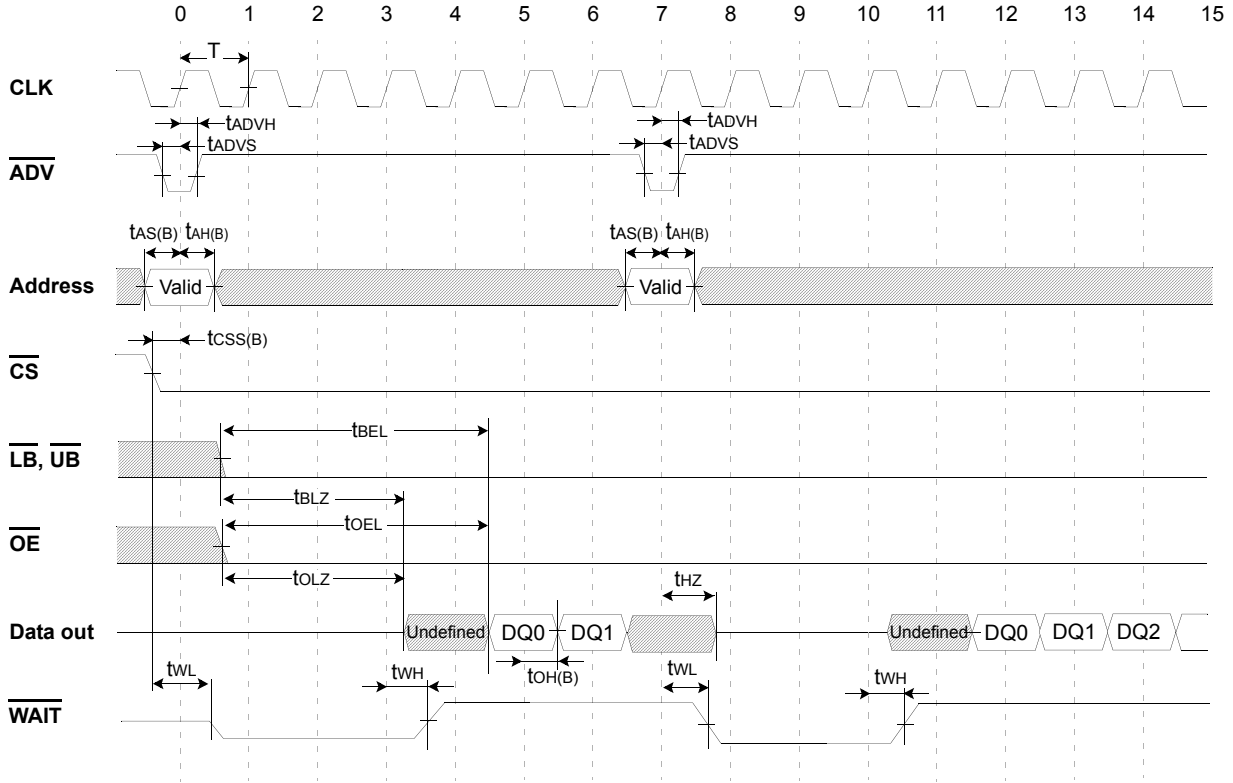 0 1 2 3 4 5 6 7 8 9 10 11 12 13 14 15
T
CLK
tADVH tADVH
tADVS tADVS
ADV
tAS(B) tAH(B) tAS(B) tAH(B)
Address Valid Valid
tCSS(B)
CS
tBEL
LB, UB
tBLZ
tOEL
OE
tOLZ
tHZ
Data out Undefined DQ0 DQ1 Undefined DQ0 DQ1 DQ2
tOH(B)
tWL tWH tWL tWH
WAIT